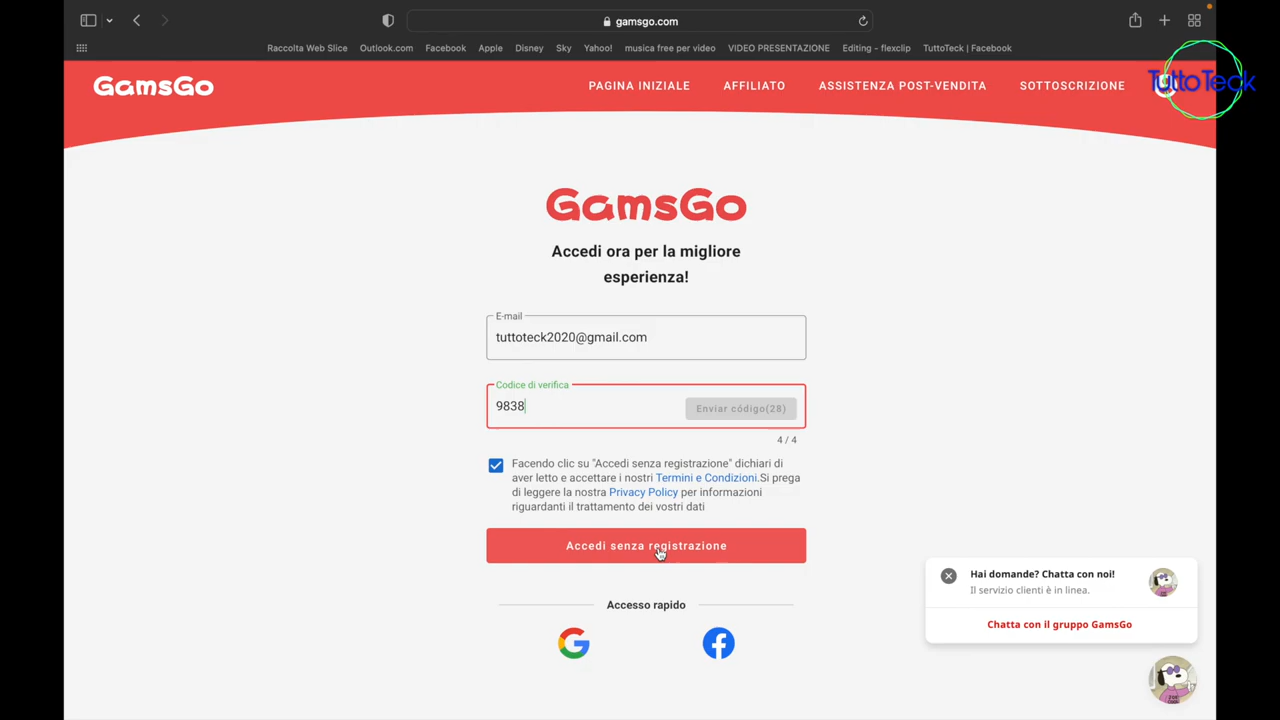 gamsgo.com
Raccolta Web Slice Outlook.com Facebook Apple Disney Sky Yahoo! musica free per video VIDEO PRESENTAZIONE Editing - flexclip TuttoTeck | Facebook
GamsGo PAGINA INIZIALE AFFILIATO ASSISTENZA POST-VENDITA SOTTOSCRIZIONE
TuttoTeck
GamsGo
Accedi ora per la migliore
esperienza!
E-mail
tuttoteck2020@gmail.com
Codice di verifica
9838 Enviar código(28)
4 / 4
Facendo clic su "Accedi senza registrazione" dichiari di
aver letto e accettare i nostri Termini e Condizioni.Si prega
di leggere la nostra Privacy Policy per informazioni
riguardanti il trattamento dei vostri dati
Accedi senza registrazione
Accesso rapido
Hai domande? Chatta con noi!
Il servizio clienti è in linea.
Chatta con il gruppo GamsGo